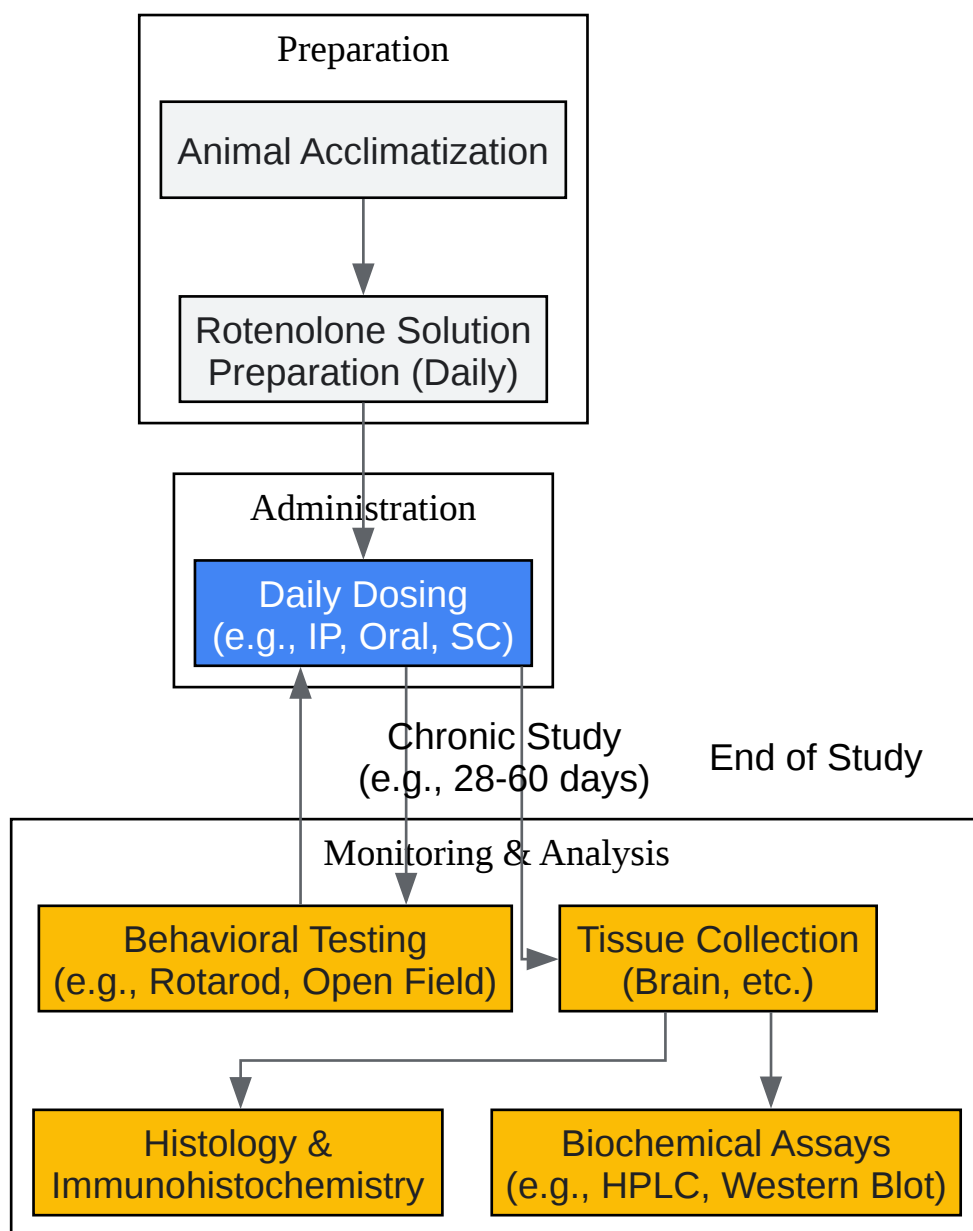 Preparation
Animal Acclimatization
Rotenolone Solution
Preparation (Daily)
Administration
Daily Dosing
(e.g., IP, Oral, SC)
Chronic Study
(e.g., 28-60 days)
End of Study
Monitoring & Analysis
Behavioral Testing
(e.g., Rotarod, Open Field)
Tissue Collection
(Brain, etc.)
Histology &
Immunohistochemistry
Biochemical Assays
(e.g., HPLC, Western Blot)